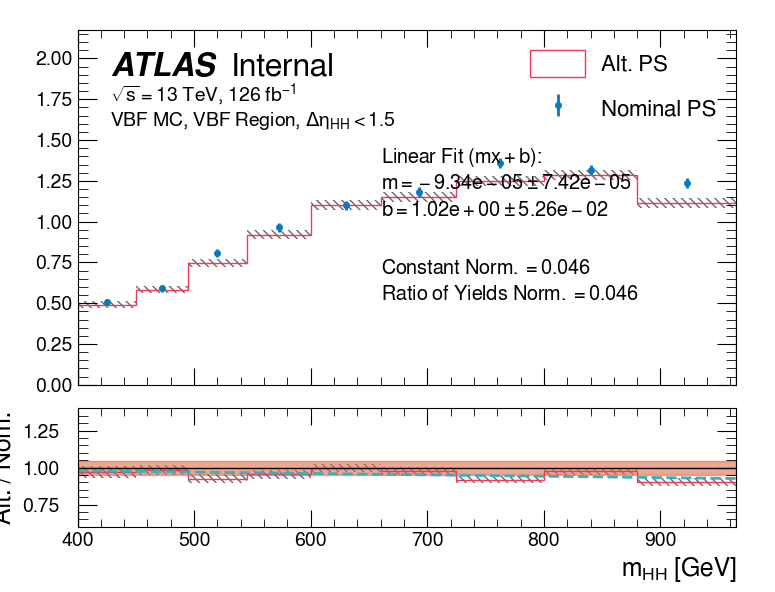 ATLAS Internal
√s = 13 TeV, 126 fb⁻¹
VBF MC, VBF Region, Δη_HH < 1.5
Alt. PS
Nominal PS
Linear Fit (mx + b):
m = −9.34e−05 ± 7.42e−05
b = 1.02e+00 ± 5.26e−02
Constant Norm. = 0.046
Ratio of Yields Norm. = 0.046
2.00
1.75
1.50
1.25
1.00
0.75
0.50
0.25
0.00
Alt. / Nom.
1.25
1.00
0.75
400 500 600 700 800 900
m_HH [GeV]